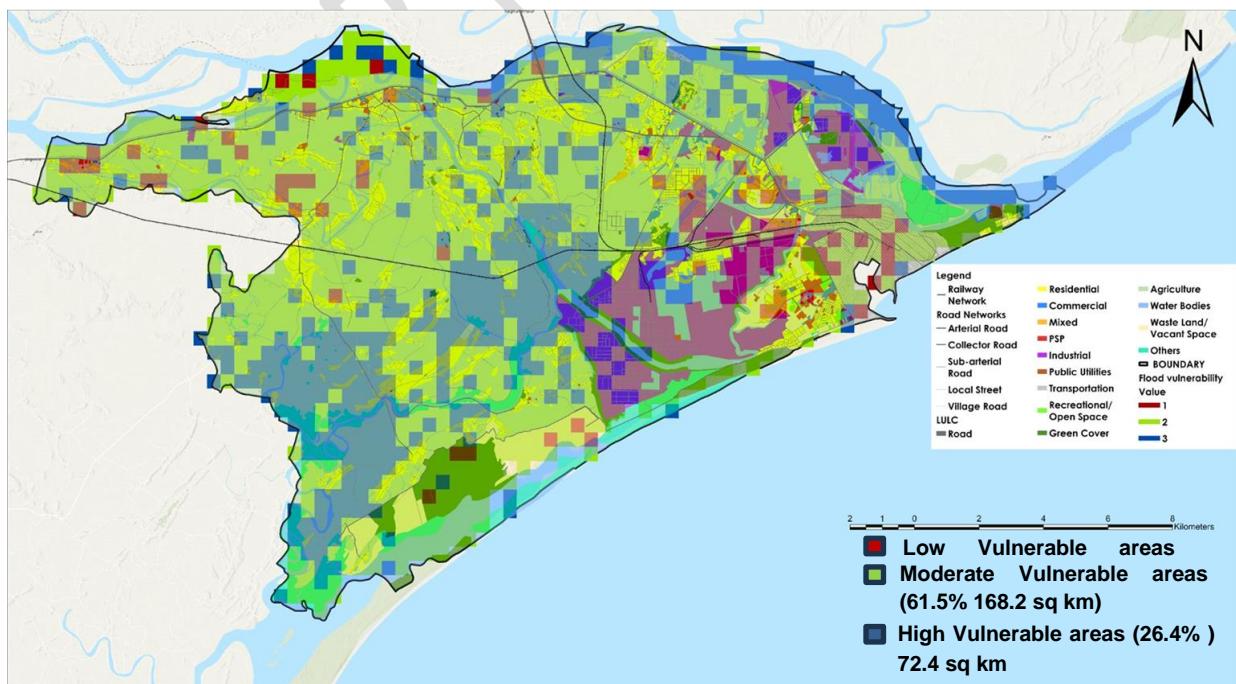 N
Legend
Railway
Network
Road Networks
Arterial Road
Collector Road
Sub-arterial
Road
Local Street
Village Road
LULC
Road
Residential
Commercial
Mixed
PSP
Industrial
Public Utilities
Transportation
Recreational/
Open Space
Green Cover
Agriculture
Water Bodies
Waste Land/
Vacant Space
Others
BOUNDARY
Flood vulnerability
Value
1
2
3
2 1 0 2 4 6 8
Kilometers
Low Vulnerable areas
Moderate Vulnerable areas
(61.5% 168.2 sq km)
High Vulnerable areas (26.4% )
72.4 sq km